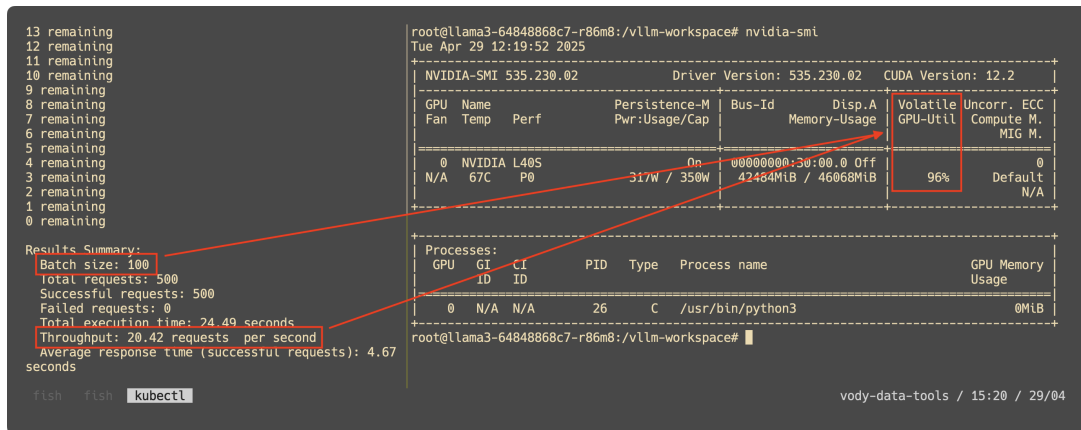 13 remaining
12 remaining
11 remaining
10 remaining
9 remaining
8 remaining
7 remaining
6 remaining
5 remaining
4 remaining
3 remaining
2 remaining
1 remaining
0 remaining
Results Summary:
Batch size: 100
Total requests: 500
Successful requests: 500
Failed requests: 0
Total execution time: 24.49 seconds
Throughput: 20.42 requests per second
Average response time (successful requests): 4.67
seconds
root@llama3-64848868c7-r86m8:/vllm-workspace# nvidia-smi
Tue Apr 29 12:19:52 2025
NVIDIA-SMI 535.230.02 Driver Version: 535.230.02 CUDA Version: 12.2
GPU Name Persistence-M | Bus-Id Disp.A | Volatile Uncorr. ECC
Fan Temp Perf Pwr:Usage/Cap | Memory-Usage | GPU-Util Compute M.
MIG M.
0 NVIDIA L40S On | 00000000:30:00.0 Off | 0
N/A 67C P0 317W / 350W | 42484MiB / 46068MiB | 96% Default
N/A
Processes:
GPU GI CI PID Type Process name GPU Memory
ID ID Usage
0 N/A N/A 26 C /usr/bin/python3 0MiB
root@llama3-64848868c7-r86m8:/vllm-workspace#
fish fish kubectl vody-data-tools / 15:20 / 29/04